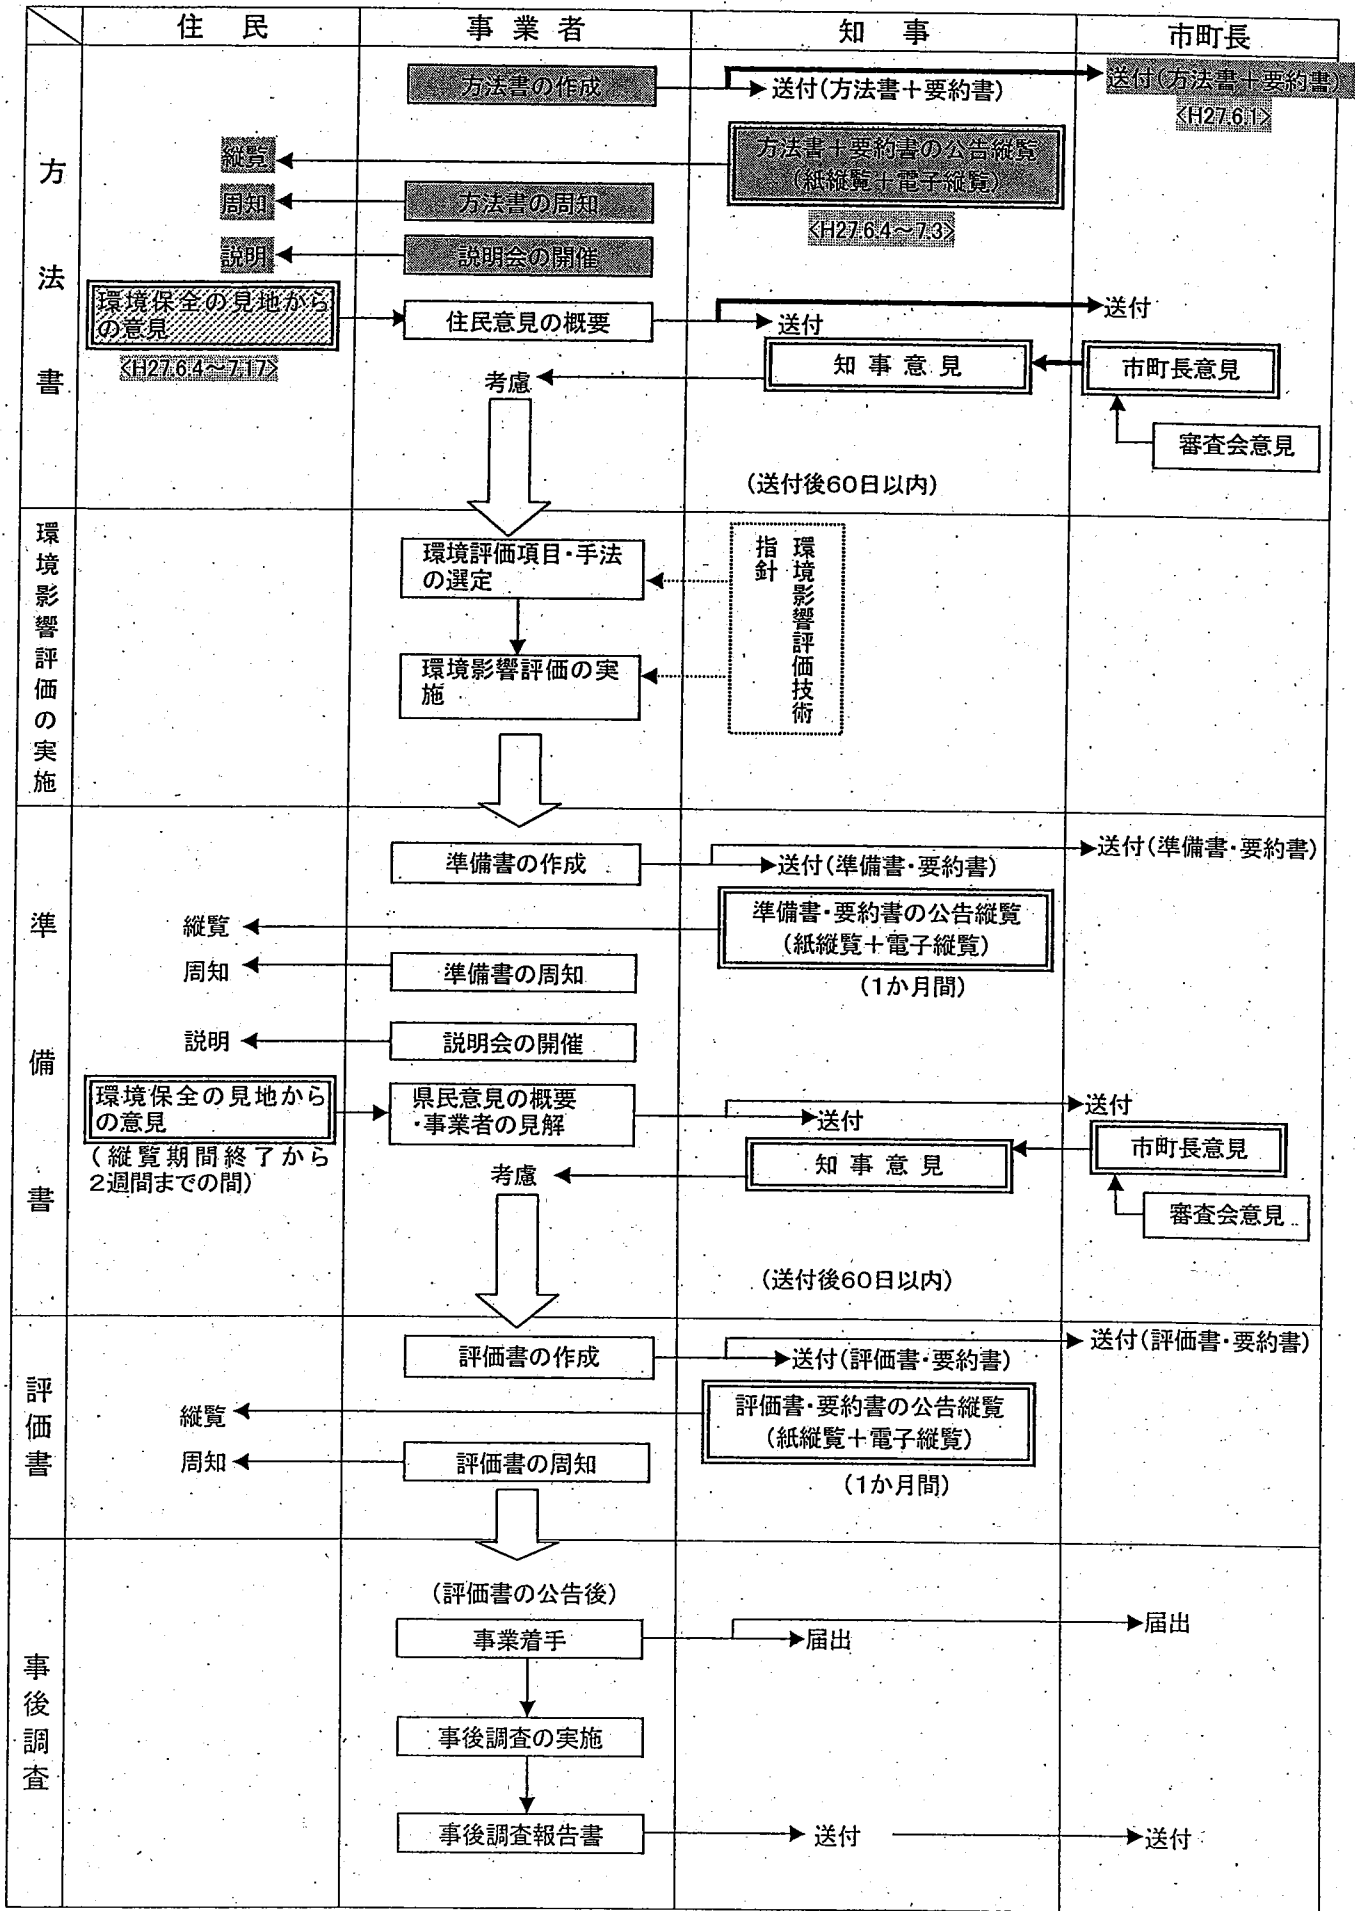 住 民
事 業 者
知 事
市町長
方法書
方法書の作成
送付(方法書＋要約書)
送付(方法書＋要約書)
<H27.6.1>
方法書＋要約書の公告縦覧
(紙縦覧＋電子縦覧)
<H27.6.4～7.3>
縦覧
周知
方法書の周知
説明
説明会の開催
環境保全の見地から
の意見
<H27.6.4～7.17>
住民意見の概要
送付
送付
知 事 意 見
市町長意見
考慮
審査会意見
(送付後60日以内)
環境影響評価の実施
環境評価項目・手法
の選定
環境影響評価技術
指針
環境影響評価の実
施
準備書
準備書の作成
送付(準備書・要約書)
送付(準備書・要約書)
準備書・要約書の公告縦覧
(紙縦覧＋電子縦覧)
(1か月間)
縦覧
周知
準備書の周知
説明
説明会の開催
環境保全の見地から
の意見
(縦覧期間終了から
2週間までの間)
県民意見の概要
・事業者の見解
送付
送付
知 事 意 見
市町長意見
考慮
審査会意見
(送付後60日以内)
評価書
評価書の作成
送付(評価書・要約書)
送付(評価書・要約書)
評価書・要約書の公告縦覧
(紙縦覧＋電子縦覧)
(1か月間)
縦覧
周知
評価書の周知
事後調査
(評価書の公告後)
事業着手
届出
届出
事後調査の実施
事後調査報告書
送付
送付